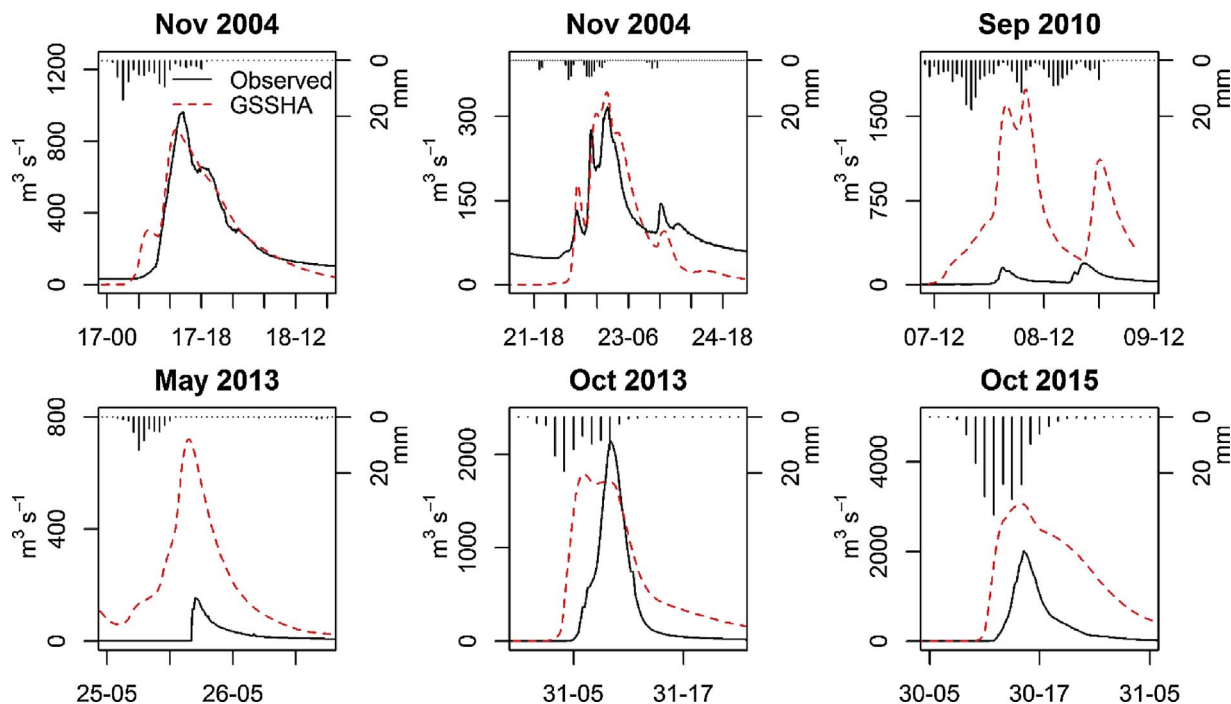 Nov 2004
Nov 2004
Sep 2010
1200
800
400
0
m³ s⁻¹
0
20
mm
Observed
GSSHA
17-00
17-18
18-12
300
150
0
m³ s⁻¹
0
20
mm
21-18
23-06
24-18
1500
750
0
m³ s⁻¹
0
20
mm
07-12
08-12
09-12
May 2013
Oct 2013
Oct 2015
800
400
0
m³ s⁻¹
0
20
mm
25-05
26-05
2000
1000
0
m³ s⁻¹
0
20
mm
31-05
31-17
4000
2000
0
m³ s⁻¹
0
20
mm
30-05
30-17
31-05